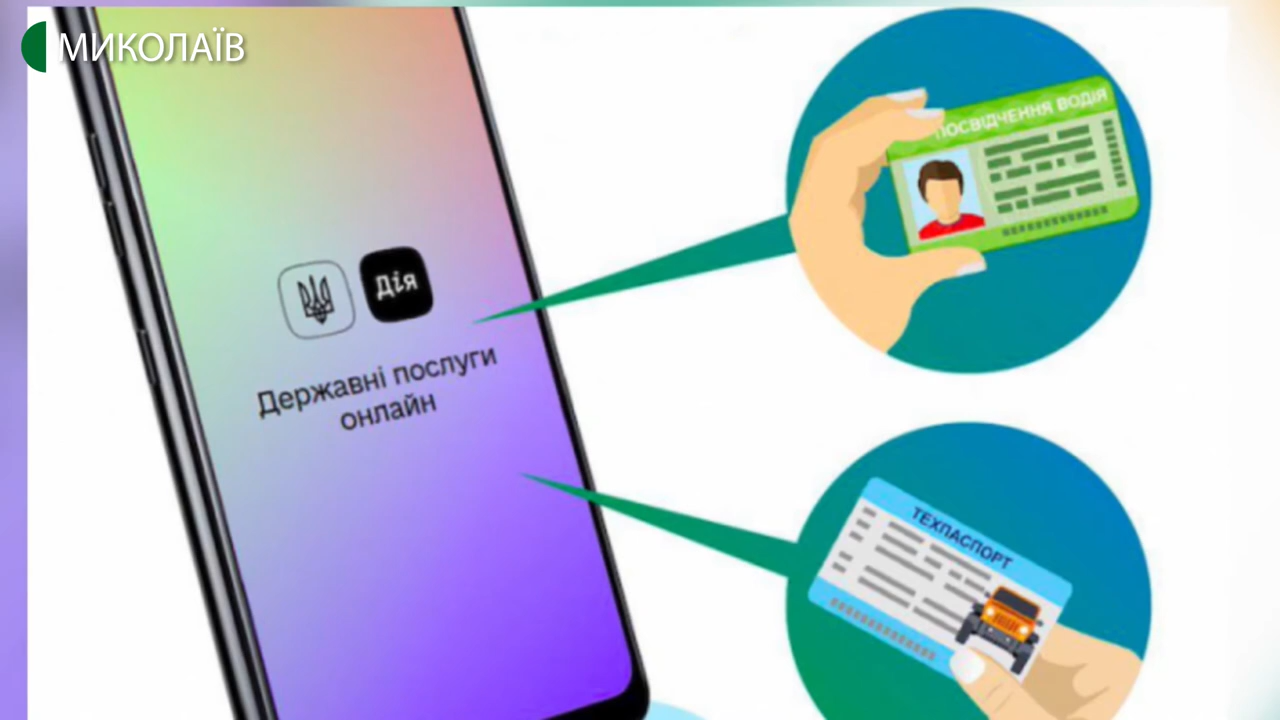 МИКОЛАЇВ
Дія
Державні послуги
онлайн
ПОСВІДЧЕННЯ ВОДІЯ
ТЕХПАСПОРТ